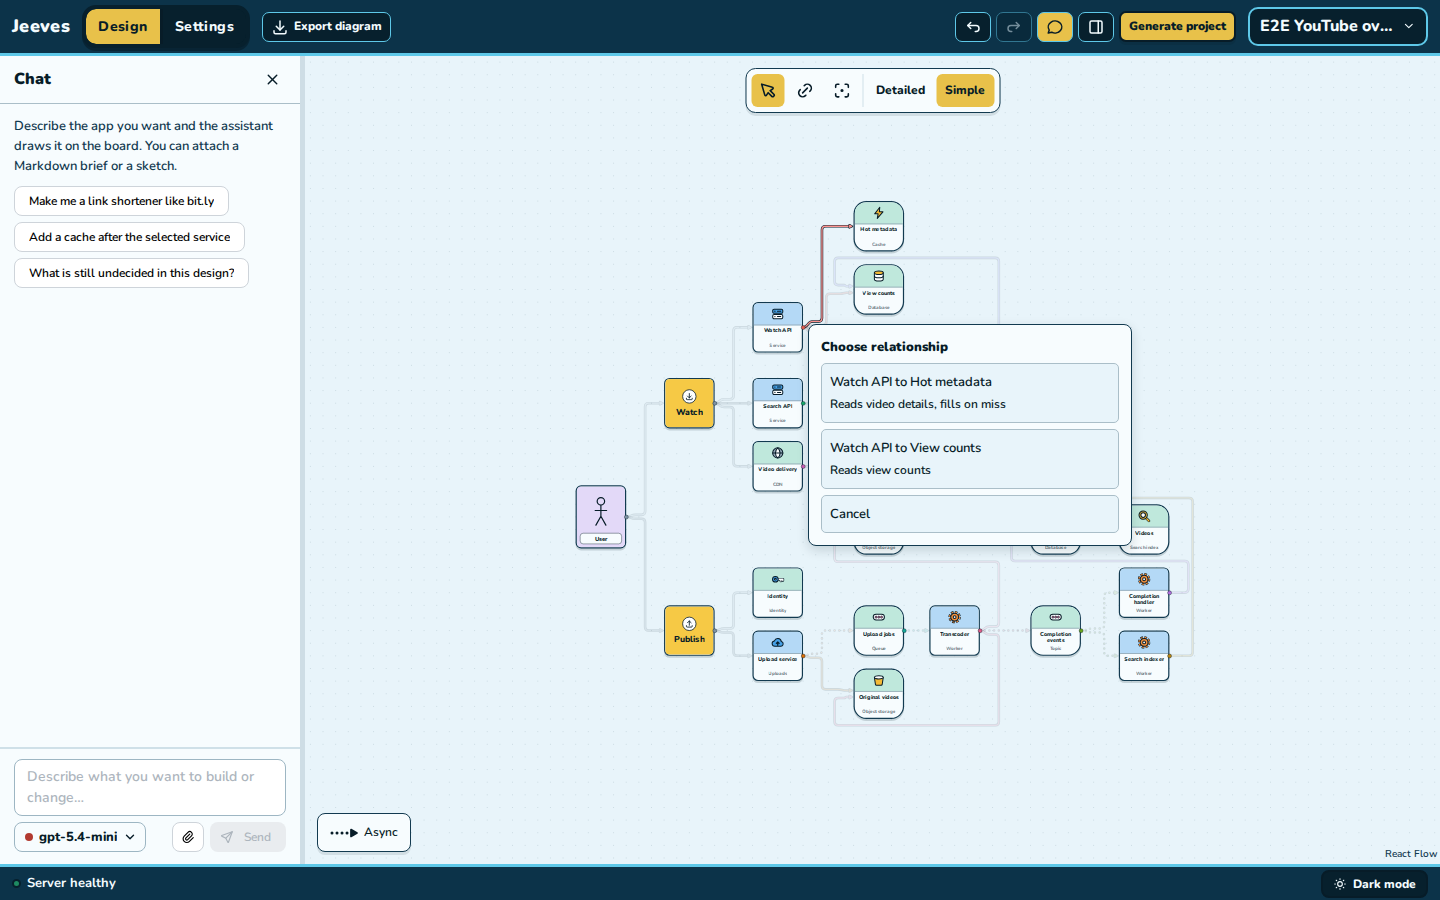 Jeeves
Design
Settings
Export diagram
Generate project
E2E YouTube ov...
Chat
Describe the app you want and the assistant
draws it on the board. You can attach a
Markdown brief or a sketch.
Make me a link shortener like bit.ly
Add a cache after the selected service
What is still undecided in this design?
Describe what you want to build or
change...
gpt-5.4-mini
Send
Detailed
Simple
Hot metadata
Cache
View counts
Database
Watch API
Service
Choose relationship
Watch API to Hot metadata
Reads video details, fills on miss
Watch API to View counts
Reads view counts
Cancel
Watch
Search API
Service
Video delivery
CDN
User
Object storage
Database
Videos
Search index
Publish
Identity
Identity
Upload service
Uploads
Upload jobs
Queue
Transcoder
Worker
Completion
events
Topic
Completion
handler
Worker
Search indexer
Worker
Original videos
Object storage
Async
React Flow
Server healthy
Dark mode